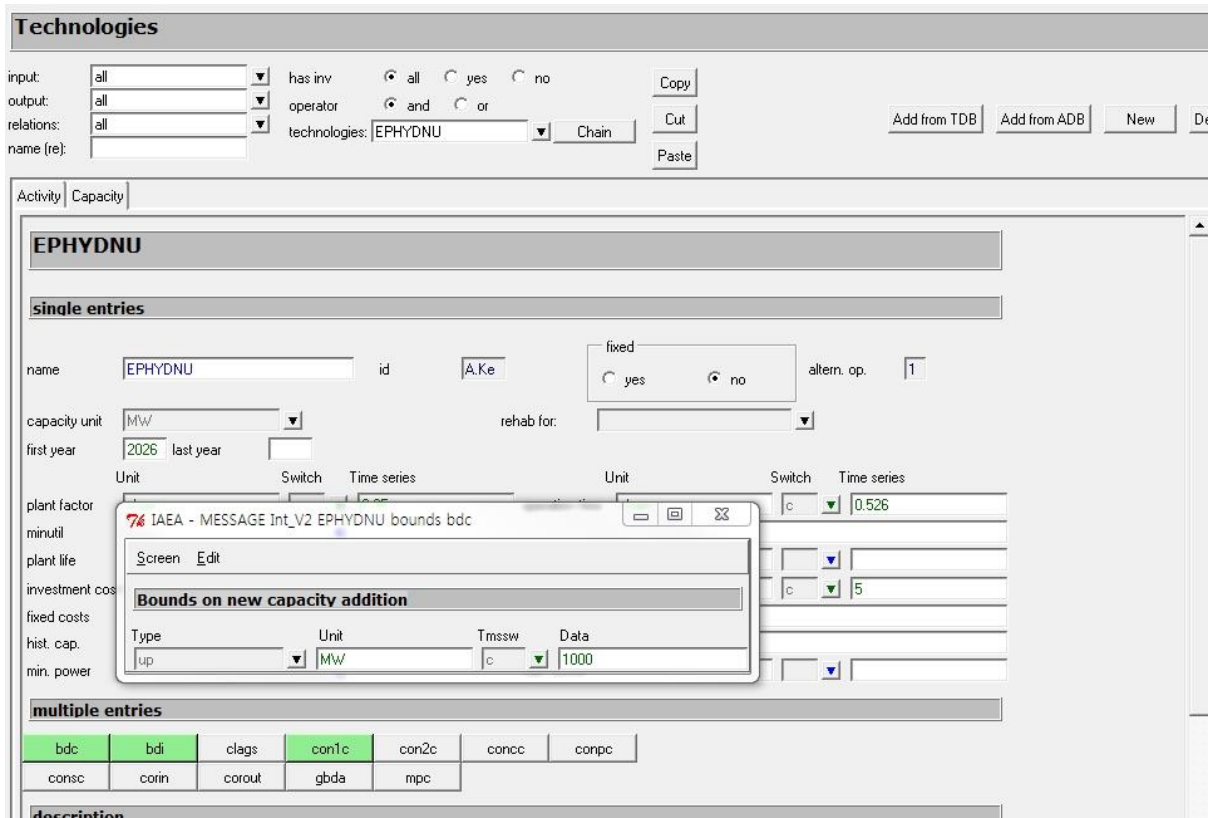 Technologies
input: all has inv all yes no Copy
output: all operator and or Cut Add from TDB Add from ADB New De
relations: all technologies: EPHYDNU Chain
name (re): Paste
Activity Capacity
EPHYDNU
single entries
name EPHYDNU id A.Ke fixed yes no altern. op. 1
capacity unit MW rehab for:
first year 2026 last year
Unit Switch Time series Unit Switch Time series
plant factor c 0.526
minutil
plant life
investment cos c 5
fixed costs
hist. cap.
min. power
IAEA - MESSAGE Int_V2 EPHYDNU bounds bdc
Screen Edit
Bounds on new capacity addition
Type Unit Tmssw Data
up MW c 1000
multiple entries
bdc bdi clags con1c con2c concc conpc
consc corin corout gbda mpc
description